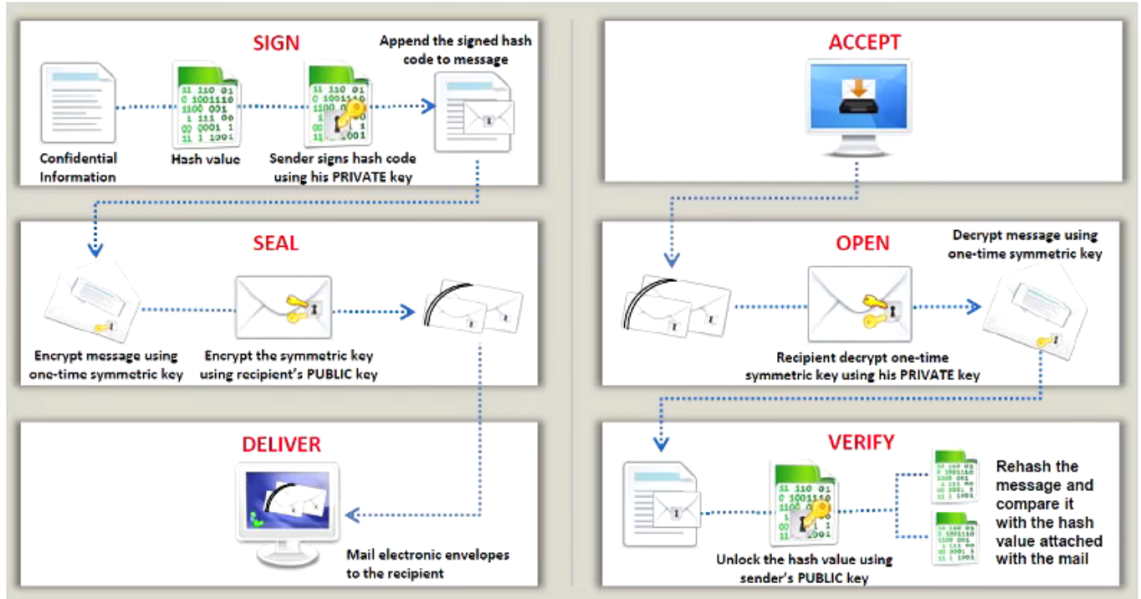 SIGN
Append the signed hash
code to message
Confidential
Information
Hash value
Sender signs hash code
using his PRIVATE key
SEAL
Encrypt message using
one-time symmetric key
Encrypt the symmetric key
using recipient's PUBLIC key
DELIVER
Mail electronic envelopes
to the recipient
ACCEPT
OPEN
Decrypt message using
one-time symmetric key
Recipient decrypt one-time
symmetric key using his PRIVATE key
VERIFY
Unlock the hash value using
sender's PUBLIC key
Rehash the
message and
compare it
with the hash
value attached
with the mail